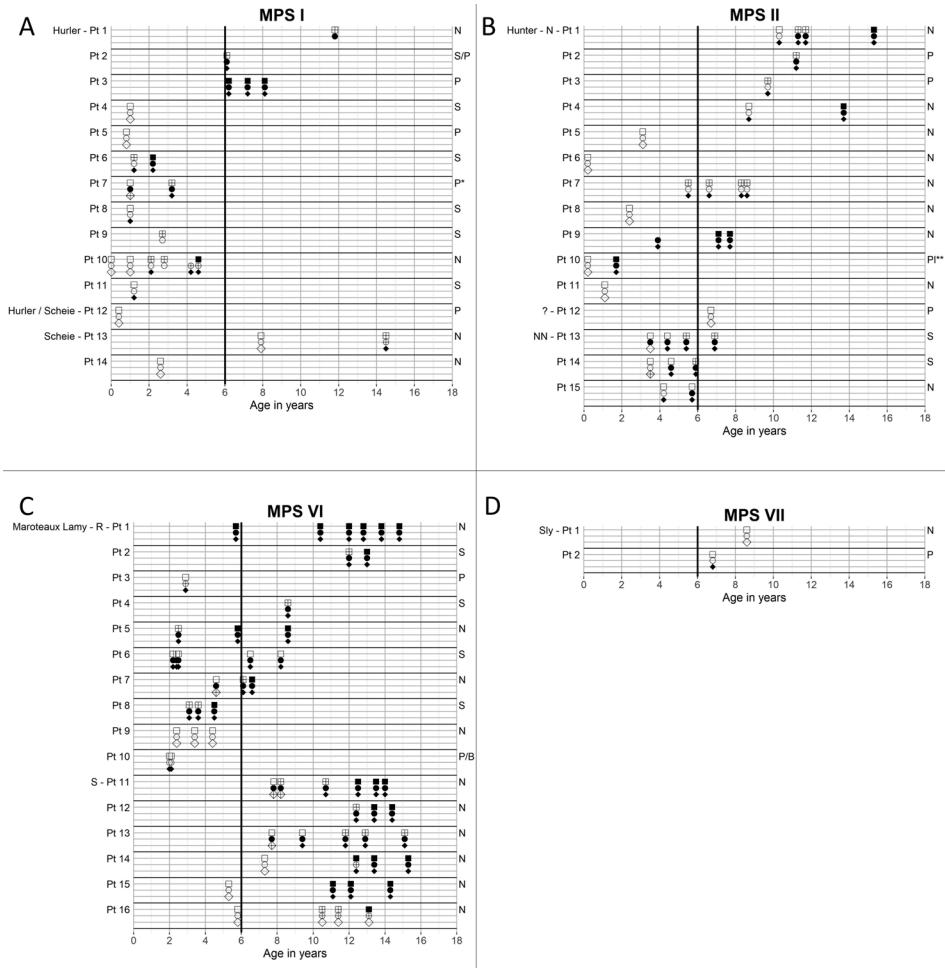 A
MPS I
Hurler - Pt 1 N
Pt 2 S/P
Pt 3 P
Pt 4 S
Pt 5 P
Pt 6 S
Pt 7 P*
Pt 8 S
Pt 9 S
Pt 10 N
Pt 11 S
Hurler / Scheie - Pt 12 P
Scheie - Pt 13 N
Pt 14 N
0 2 4 6 8 10 12 14 16 18
Age in years
B
MPS II
Hunter - N - Pt 1 N
Pt 2 P
Pt 3 P
Pt 4 N
Pt 5 N
Pt 6 N
Pt 7 N
Pt 8 N
Pt 9 N
Pt 10 PI**
Pt 11 N
? - Pt 12 P
NN - Pt 13 S
Pt 14 S
Pt 15 N
0 2 4 6 8 10 12 14 16 18
Age in years
C
MPS VI
Maroteaux Lamy - R - Pt 1 N
Pt 2 S
Pt 3 P
Pt 4 S
Pt 5 N
Pt 6 S
Pt 7 N
Pt 8 S
Pt 9 N
Pt 10 P/B
S - Pt 11 N
Pt 12 N
Pt 13 N
Pt 14 N
Pt 15 N
Pt 16 N
0 2 4 6 8 10 12 14 16 18
Age in years
D
MPS VII
Sly - Pt 1 N
Pt 2 P
0 2 4 6 8 10 12 14 16 18
Age in years